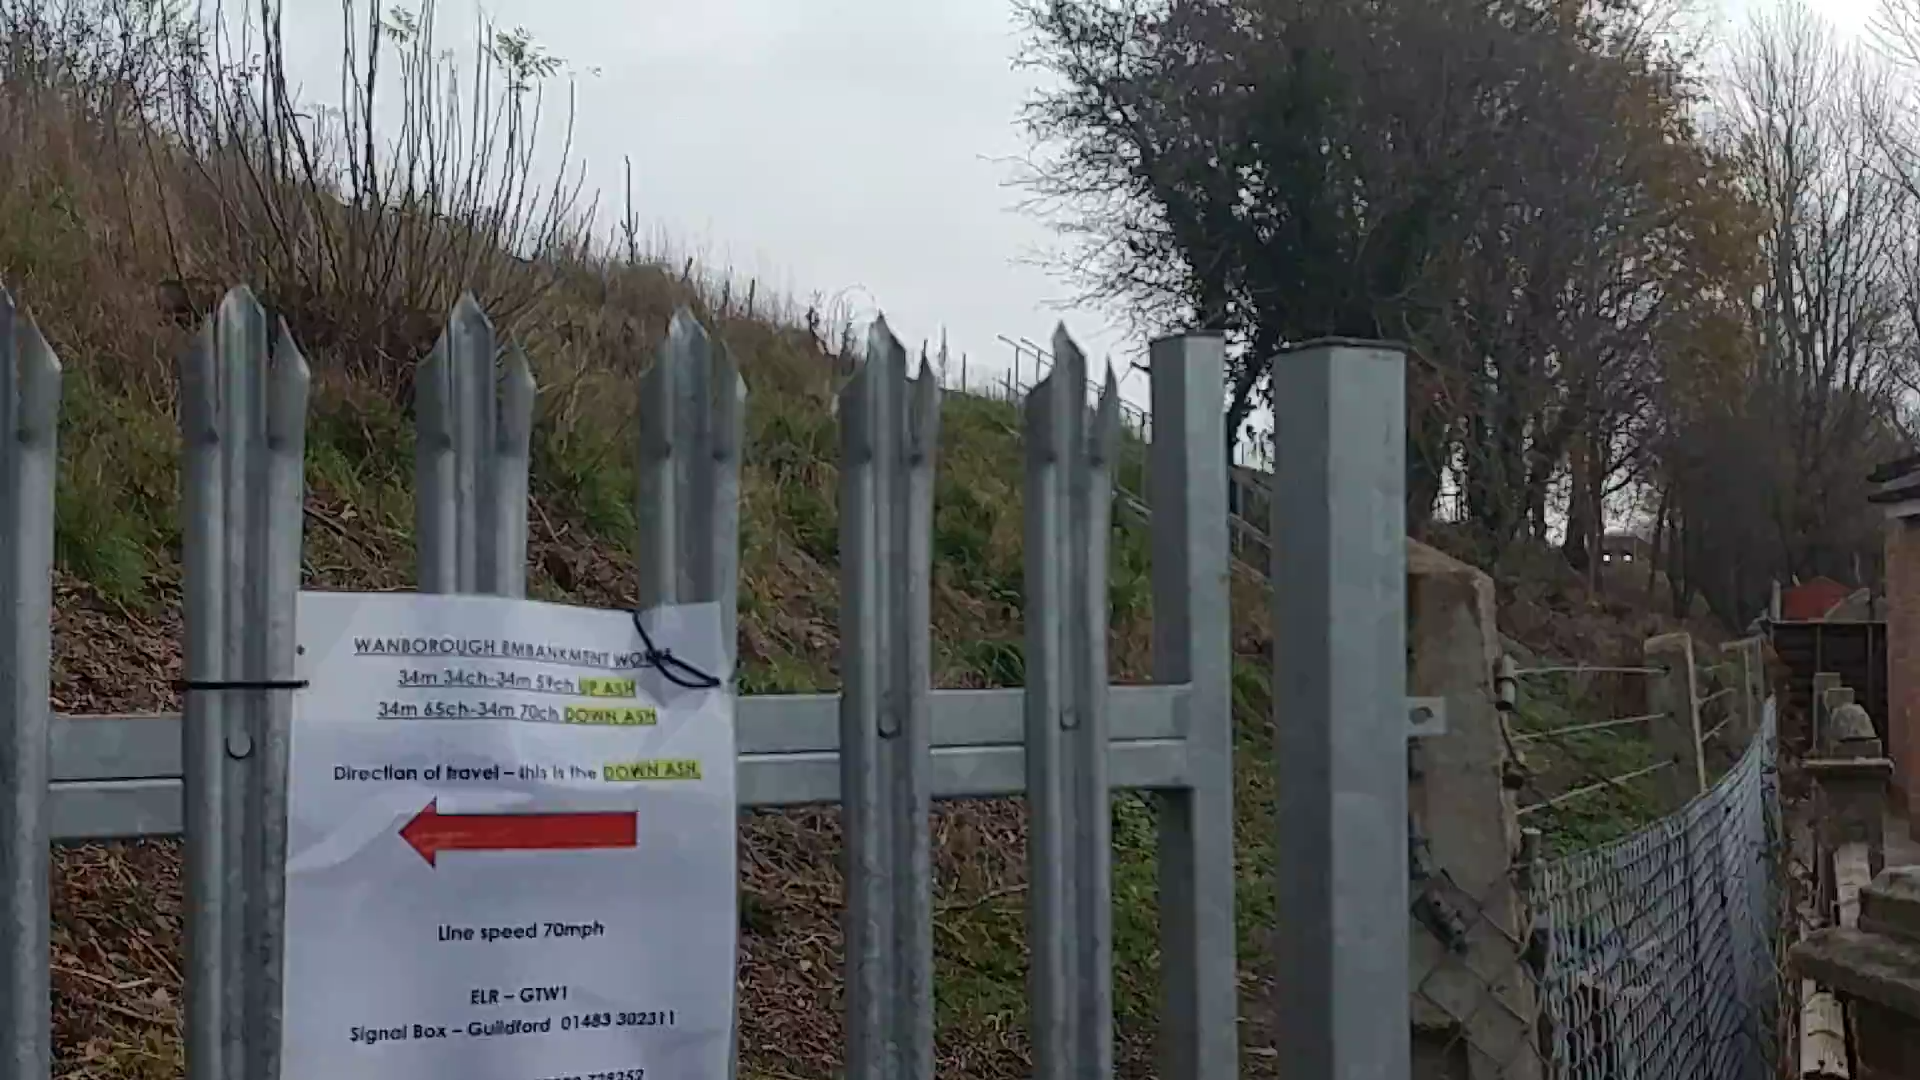 WANBOROUGH EMBANKMENT WORKS
34m 34ch-34m 59ch UP ASH
34m 65ch-34m 70ch DOWN ASH
Direction of travel – this is the DOWN ASH.
Line speed 70mph
ELR – GTW1
Signal Box – Guildford 01483 302311